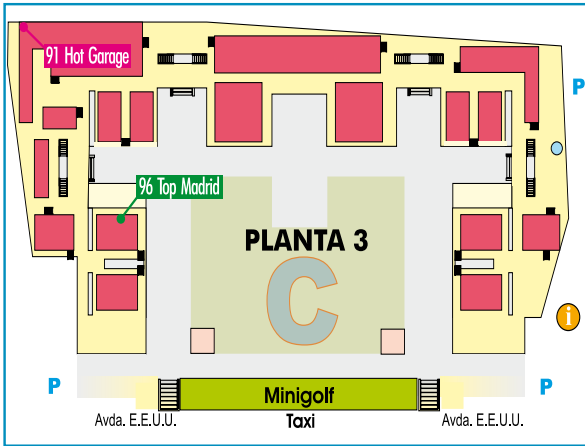 91 Hot Garage
P
96 Top Madrid
PLANTA 3
C
i
P
P
Minigolf
Avda. E.E.U.U.
Taxi
Avda. E.E.U.U.